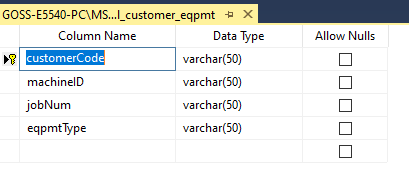 GOSS-E5540-PC\MS...l_customer_eqpmt
Column Name Data Type Allow Nulls
customerCode varchar(50)
machineID varchar(50)
jobNum varchar(50)
eqpmtType varchar(50)